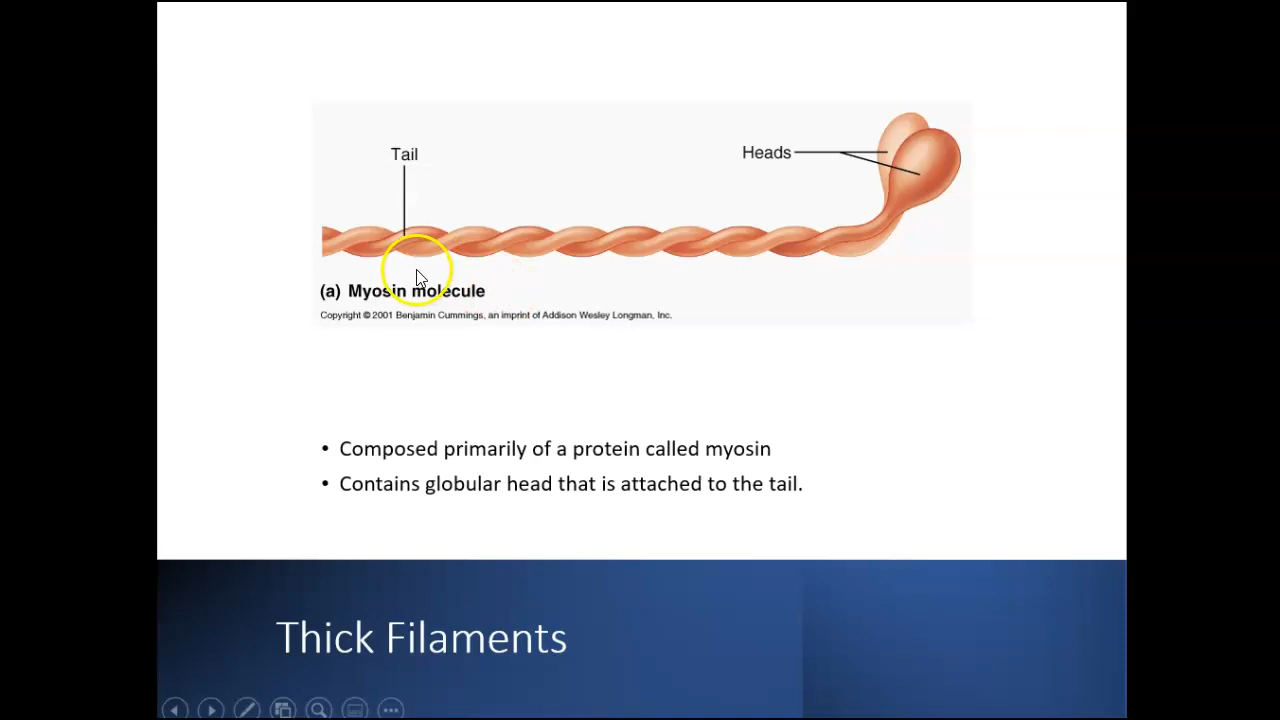 Tail
Heads
(a) Myosin molecule
Copyright © 2001 Benjamin Cummings, an imprint of Addison Wesley Longman, Inc.
• Composed primarily of a protein called myosin
• Contains globular head that is attached to the tail.
Thick Filaments